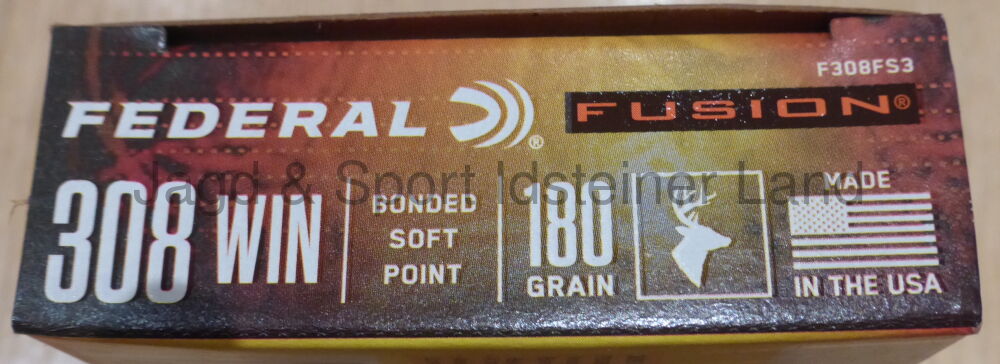 F308FS3
FEDERAL® FUSION®
Jagd & Sport Idsteiner Land
308 WIN
BONDED
SOFT
POINT
180
GRAIN
MADE
IN THE USA